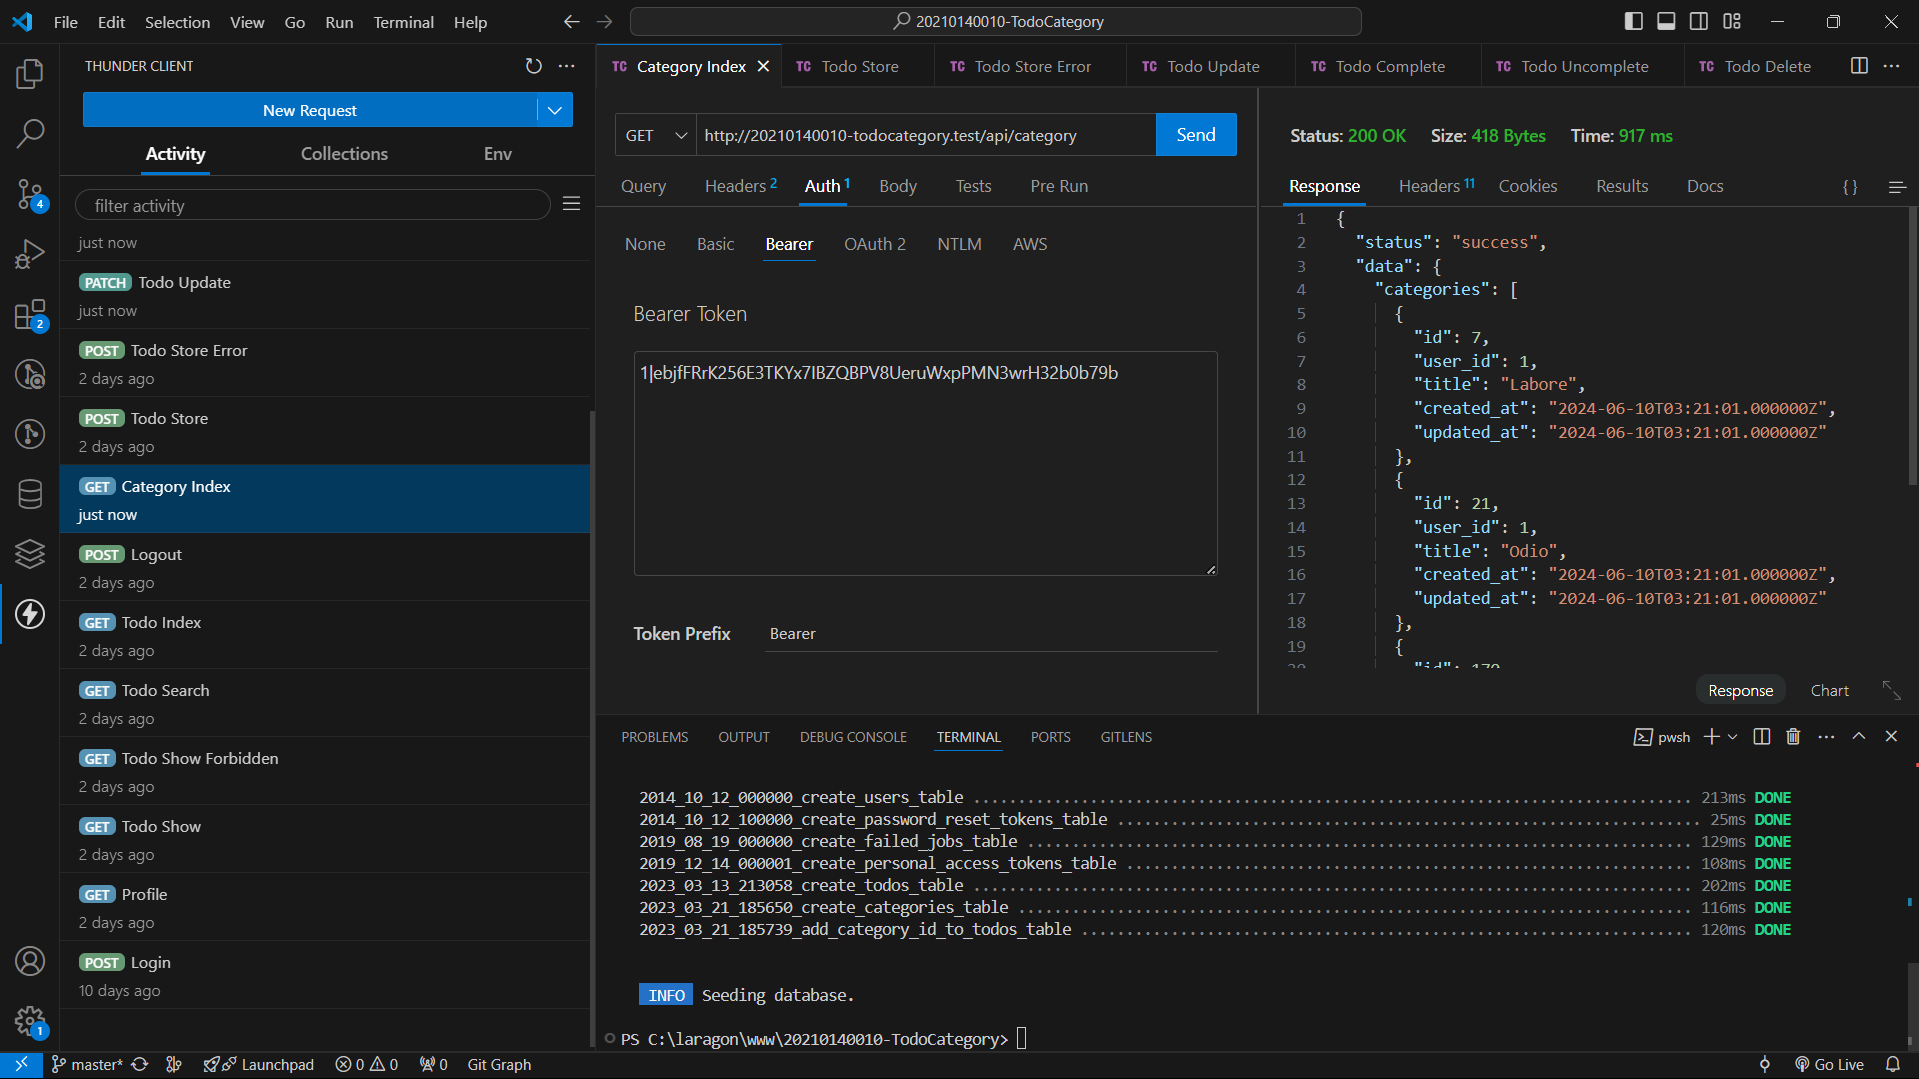 File Edit Selection View Go Run Terminal Help
20210140010-TodoCategory
THUNDER CLIENT
New Request
Activity Collections Env
filter activity
just now
PATCH Todo Update
just now
POST Todo Store Error
2 days ago
POST Todo Store
2 days ago
GET Category Index
just now
POST Logout
2 days ago
GET Todo Index
2 days ago
GET Todo Search
2 days ago
GET Todo Show Forbidden
2 days ago
GET Todo Show
2 days ago
GET Profile
2 days ago
POST Login
10 days ago
4
2
1
TC Category Index TC Todo Store TC Todo Store Error TC Todo Update TC Todo Complete TC Todo Uncomplete TC Todo Delete
GET http://20210140010-todocategory.test/api/category Send
Query Headers 2 Auth 1 Body Tests Pre Run
None Basic Bearer OAuth 2 NTLM AWS
Bearer Token
1|ebjfFRrK256E3TKYx7IBZQBPV8UeruWxpPMN3wrH32b0b79b
Token Prefix Bearer
Status: 200 OK Size: 418 Bytes Time: 917 ms
Response Headers 11 Cookies Results Docs { }
1 {
2 "status": "success",
3 "data": {
4 "categories": [
5 {
6 "id": 7,
7 "user_id": 1,
8 "title": "Labore",
9 "created_at": "2024-06-10T03:21:01.000000Z",
10 "updated_at": "2024-06-10T03:21:01.000000Z"
11 },
12 {
13 "id": 21,
14 "user_id": 1,
15 "title": "Odio",
16 "created_at": "2024-06-10T03:21:01.000000Z",
17 "updated_at": "2024-06-10T03:21:01.000000Z"
18 },
19 {
Response Chart
PROBLEMS OUTPUT DEBUG CONSOLE TERMINAL PORTS GITLENS
pwsh
2014_10_12_000000_create_users_table ........ 213ms DONE
2014_10_12_100000_create_password_reset_tokens_table ........ 25ms DONE
2019_08_19_000000_create_failed_jobs_table ........ 129ms DONE
2019_12_14_000001_create_personal_access_tokens_table ........ 108ms DONE
2023_03_13_213058_create_todos_table ........ 202ms DONE
2023_03_21_185650_create_categories_table ........ 116ms DONE
2023_03_21_185739_add_category_id_to_todos_table ........ 120ms DONE
INFO Seeding database.
PS C:\laragon\www\20210140010-TodoCategory>
master* Launchpad 0 0 0 Git Graph Go Live